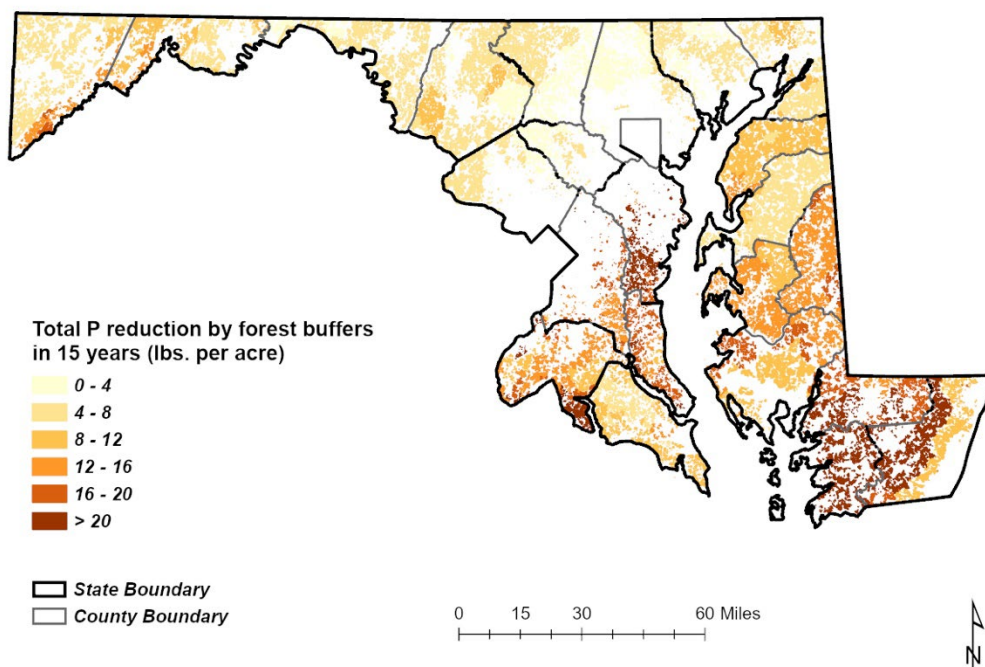 Total P reduction by forest buffers
in 15 years (lbs. per acre)
0 - 4
4 - 8
8 - 12
12 - 16
16 - 20
> 20
State Boundary
County Boundary
0 15 30 60 Miles
N